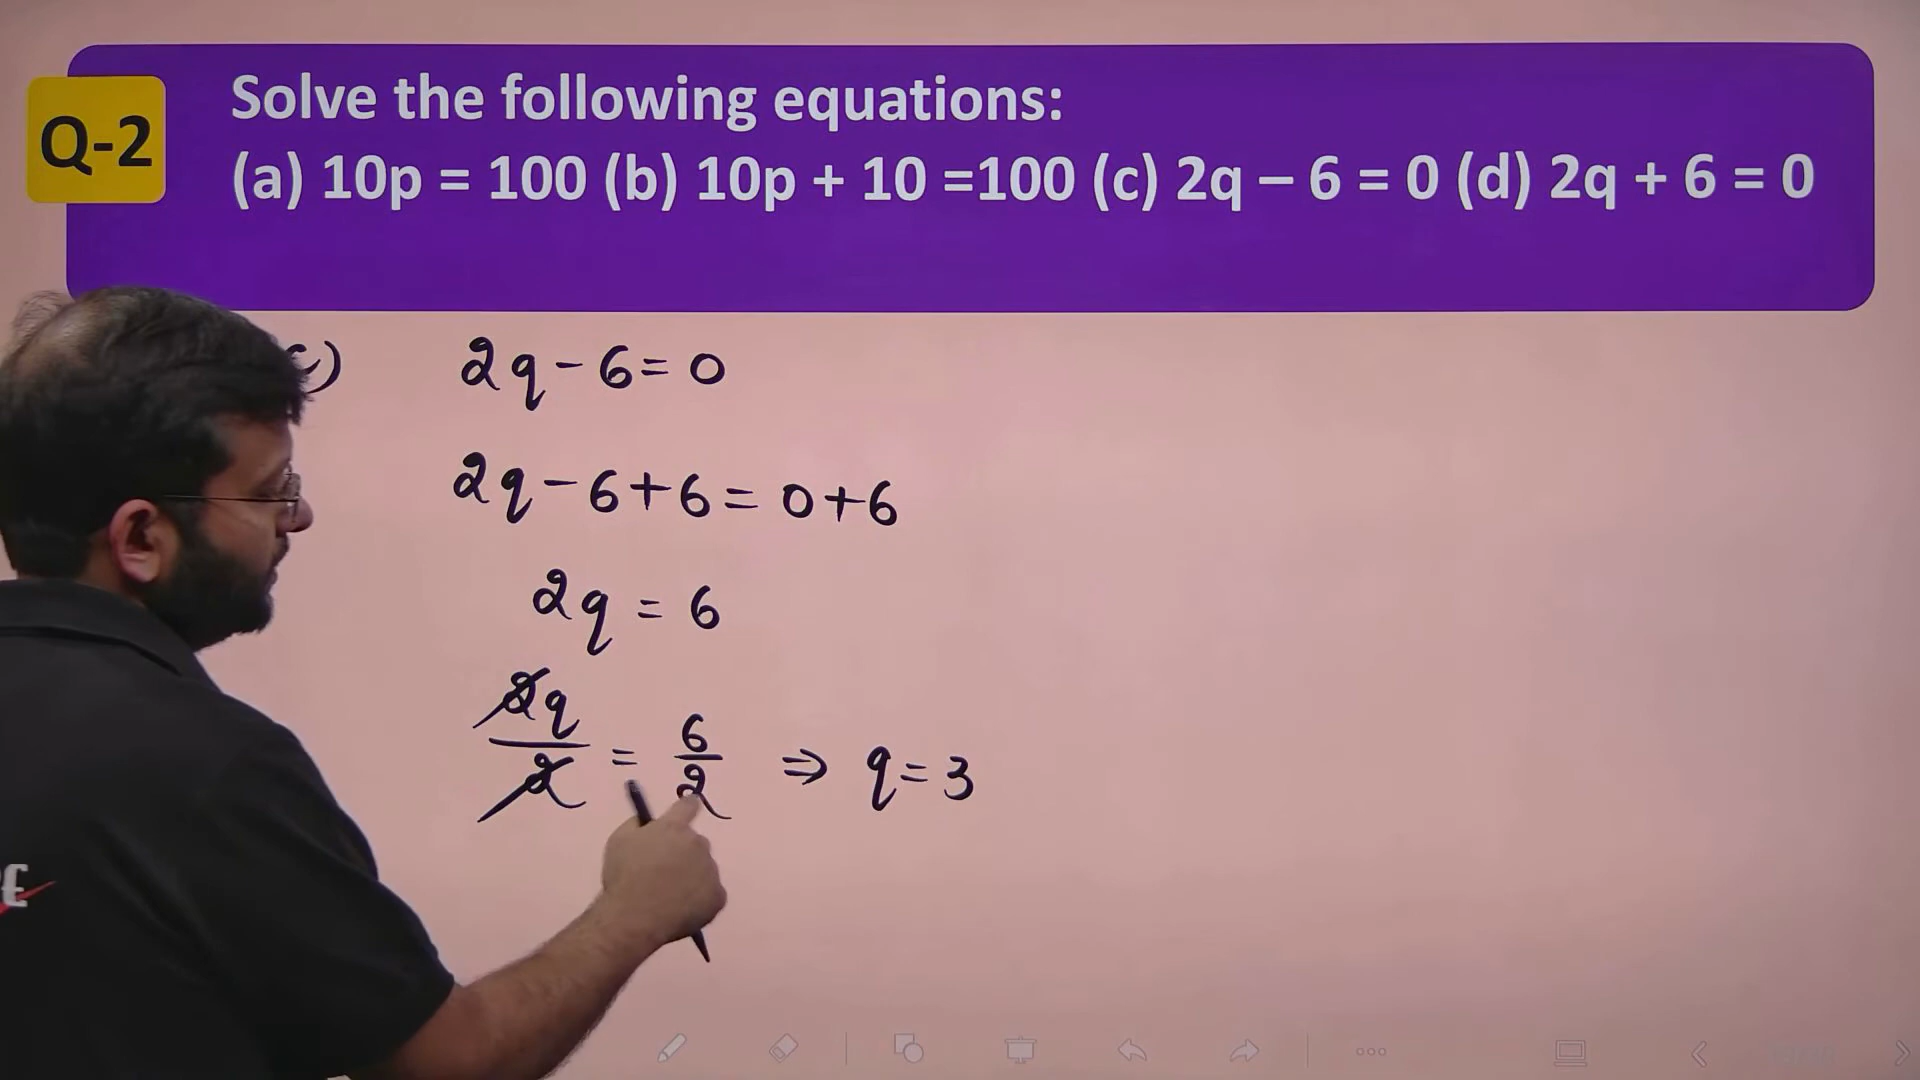 Q-2
Solve the following equations:
(a) 10p = 100 (b) 10p + 10 =100 (c) 2q – 6 = 0 (d) 2q + 6 = 0
c)
2q - 6 = 0
2q - 6 + 6 = 0 + 6
2q = 6
2q/2 = 6/2 ⇒ q = 3